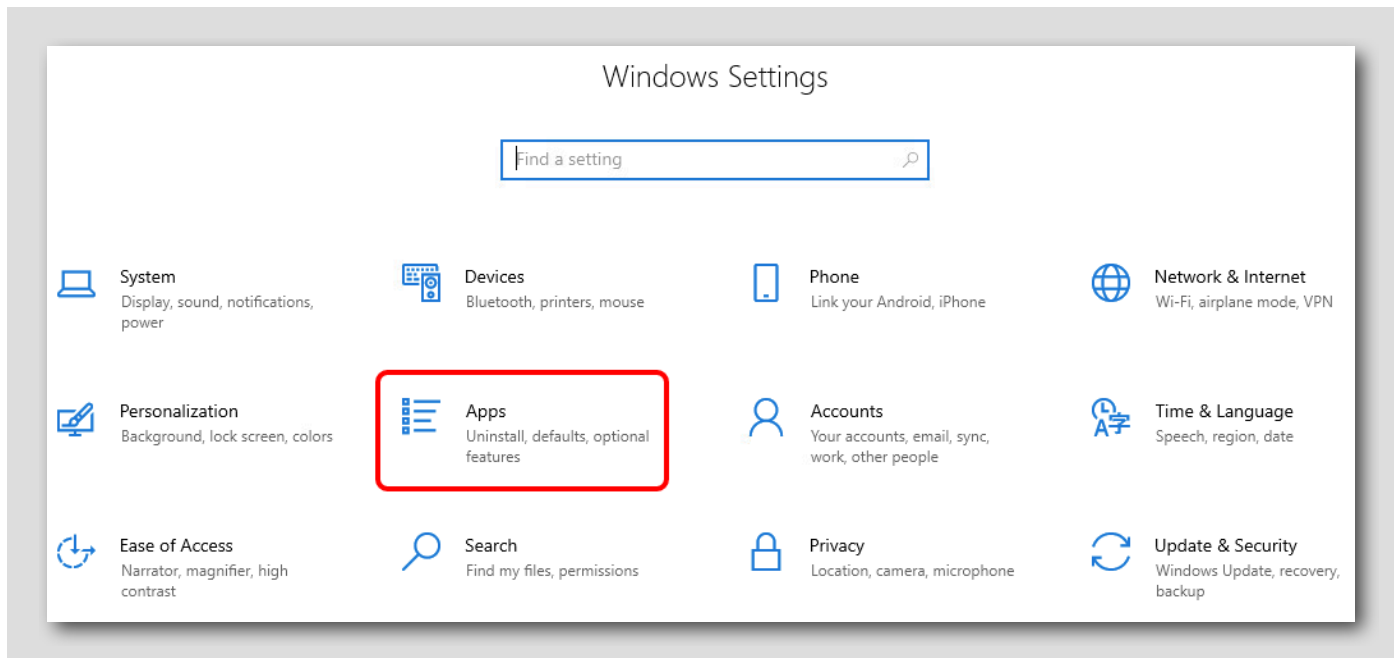 Windows Settings
Find a setting
System
Display, sound, notifications,
power
Devices
Bluetooth, printers, mouse
Phone
Link your Android, iPhone
Network & Internet
Wi-Fi, airplane mode, VPN
Personalization
Background, lock screen, colors
Apps
Uninstall, defaults, optional
features
Accounts
Your accounts, email, sync,
work, other people
Time & Language
Speech, region, date
Ease of Access
Narrator, magnifier, high
contrast
Search
Find my files, permissions
Privacy
Location, camera, microphone
Update & Security
Windows Update, recovery,
backup